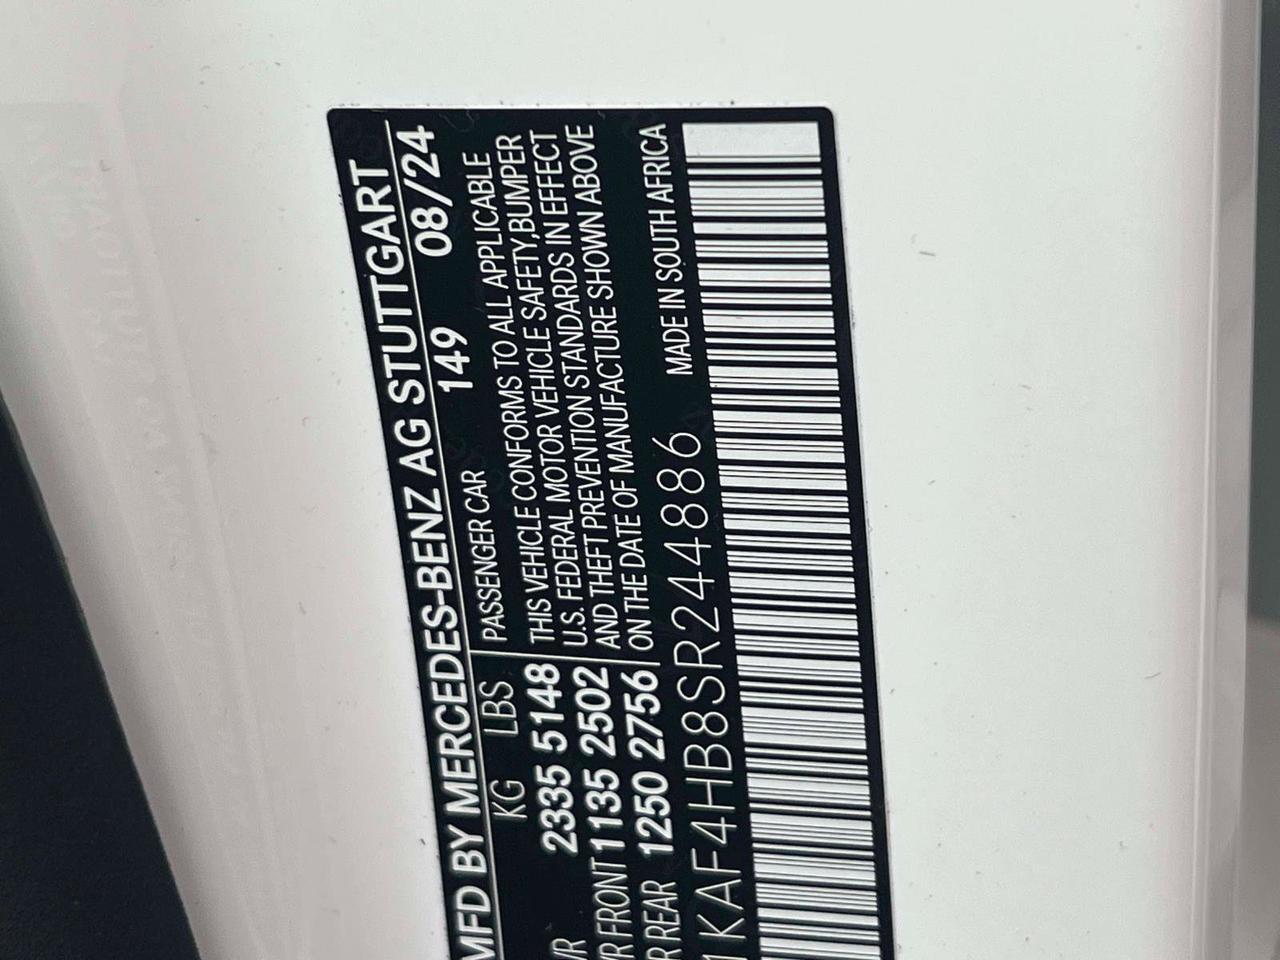 MFD BY MERCEDES-BENZ AG STUTTGART
149 08/24
KG LBS PASSENGER CAR
2335 5148 THIS VEHICLE CONFORMS TO ALL APPLICABLE
FRONT 1135 2502 U.S. FEDERAL MOTOR VEHICLE SAFETY,BUMPER
REAR 1250 2756 AND THEFT PREVENTION STANDARDS IN EFFECT
ON THE DATE OF MANUFACTURE SHOWN ABOVE
MADE IN SOUTH AFRICA
1KAF4HB8SR244886